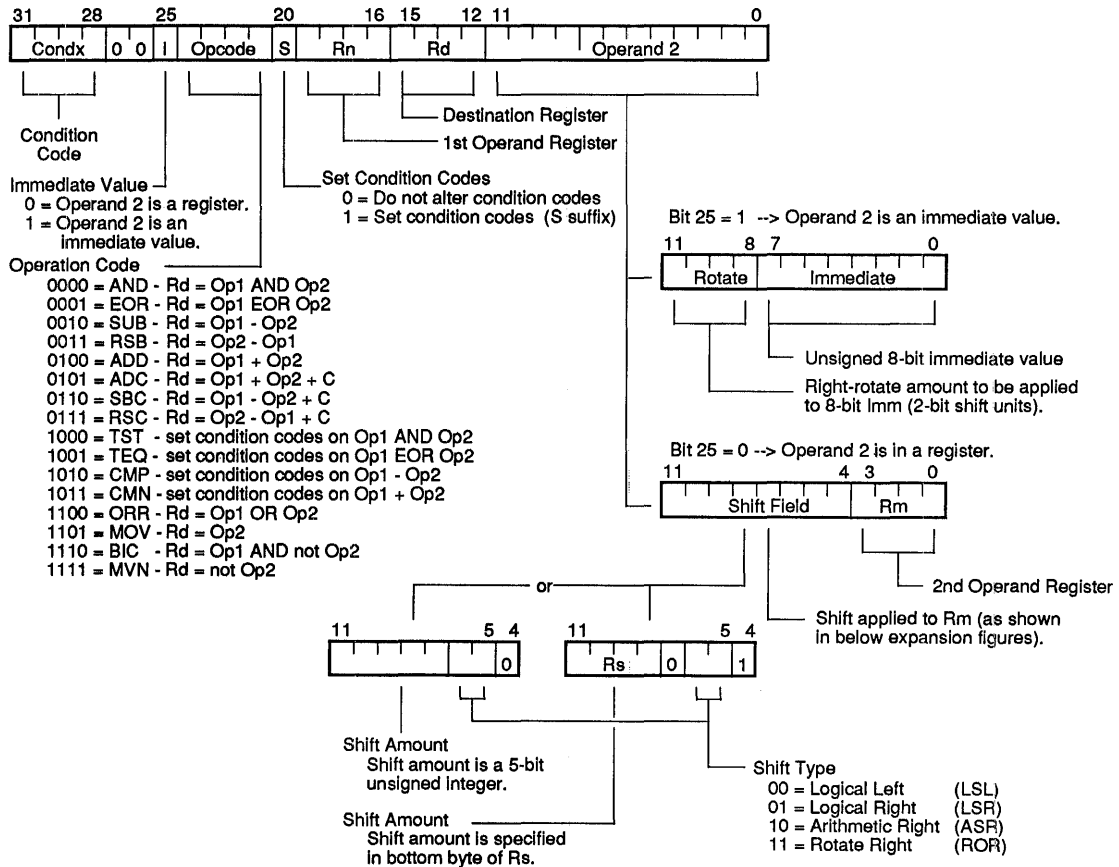 31 28 25 20 16 15 12 11 0
Condx 0 0 I Opcode S Rn Rd Operand 2
Destination Register
1st Operand Register
Condition
Code
Immediate Value
0 = Operand 2 is a register.
1 = Operand 2 is an
immediate value.
Set Condition Codes
0 = Do not alter condition codes
1 = Set condition codes (S suffix)
Operation Code
0000 = AND - Rd = Op1 AND Op2
0001 = EOR - Rd = Op1 EOR Op2
0010 = SUB - Rd = Op1 - Op2
0011 = RSB - Rd = Op2 - Op1
0100 = ADD - Rd = Op1 + Op2
0101 = ADC - Rd = Op1 + Op2 + C
0110 = SBC - Rd = Op1 - Op2 + C
0111 = RSC - Rd = Op2 - Op1 + C
1000 = TST - set condition codes on Op1 AND Op2
1001 = TEQ - set condition codes on Op1 EOR Op2
1010 = CMP - set condition codes on Op1 - Op2
1011 = CMN - set condition codes on Op1 + Op2
1100 = ORR - Rd = Op1 OR Op2
1101 = MOV - Rd = Op2
1110 = BIC - Rd = Op1 AND not Op2
1111 = MVN - Rd = not Op2
Bit 25 = 1 --> Operand 2 is an immediate value.
11 8 7 0
Rotate Immediate
Unsigned 8-bit immediate value
Right-rotate amount to be applied
to 8-bit Imm (2-bit shift units).
Bit 25 = 0 --> Operand 2 is in a register.
11 4 3 0
Shift Field Rm
2nd Operand Register
Shift applied to Rm (as shown
in below expansion figures).
or
11 5 4
0
11 5 4
Rs 0 1
Shift Amount
Shift amount is a 5-bit
unsigned integer.
Shift Amount
Shift amount is specified
in bottom byte of Rs.
Shift Type
00 = Logical Left (LSL)
01 = Logical Right (LSR)
10 = Arithmetic Right (ASR)
11 = Rotate Right (ROR)